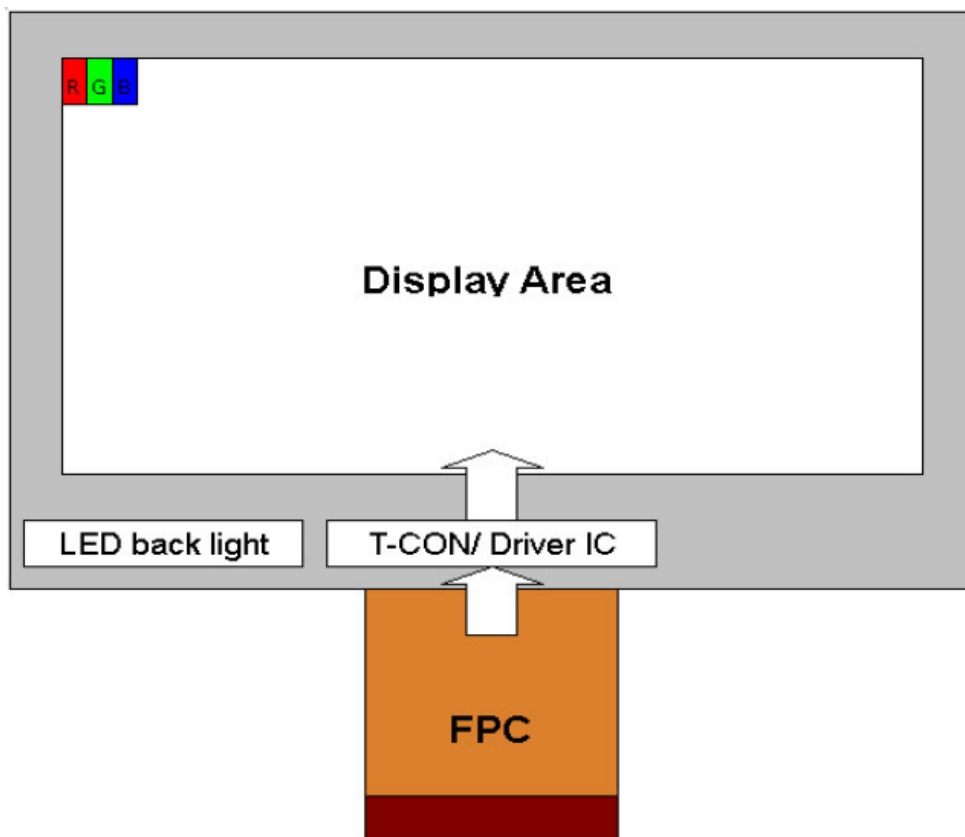 R G B
Display Area
LED back light
T-CON/ Driver IC
FPC